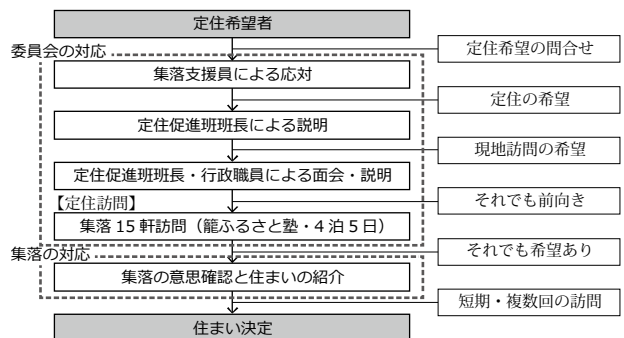 定住希望者
委員会の対応
定住希望の問合せ
集落支援員による応対
定住の希望
定住促進班班長による説明
現地訪問の希望
定住促進班班長・行政職員による面会・説明
【定住訪問】
それでも前向き
集落 15 軒訪問（籠ふるさと塾・4 泊 5 日）
集落の対応
それでも希望あり
集落の意思確認と住まいの紹介
短期・複数回の訪問
住まい決定